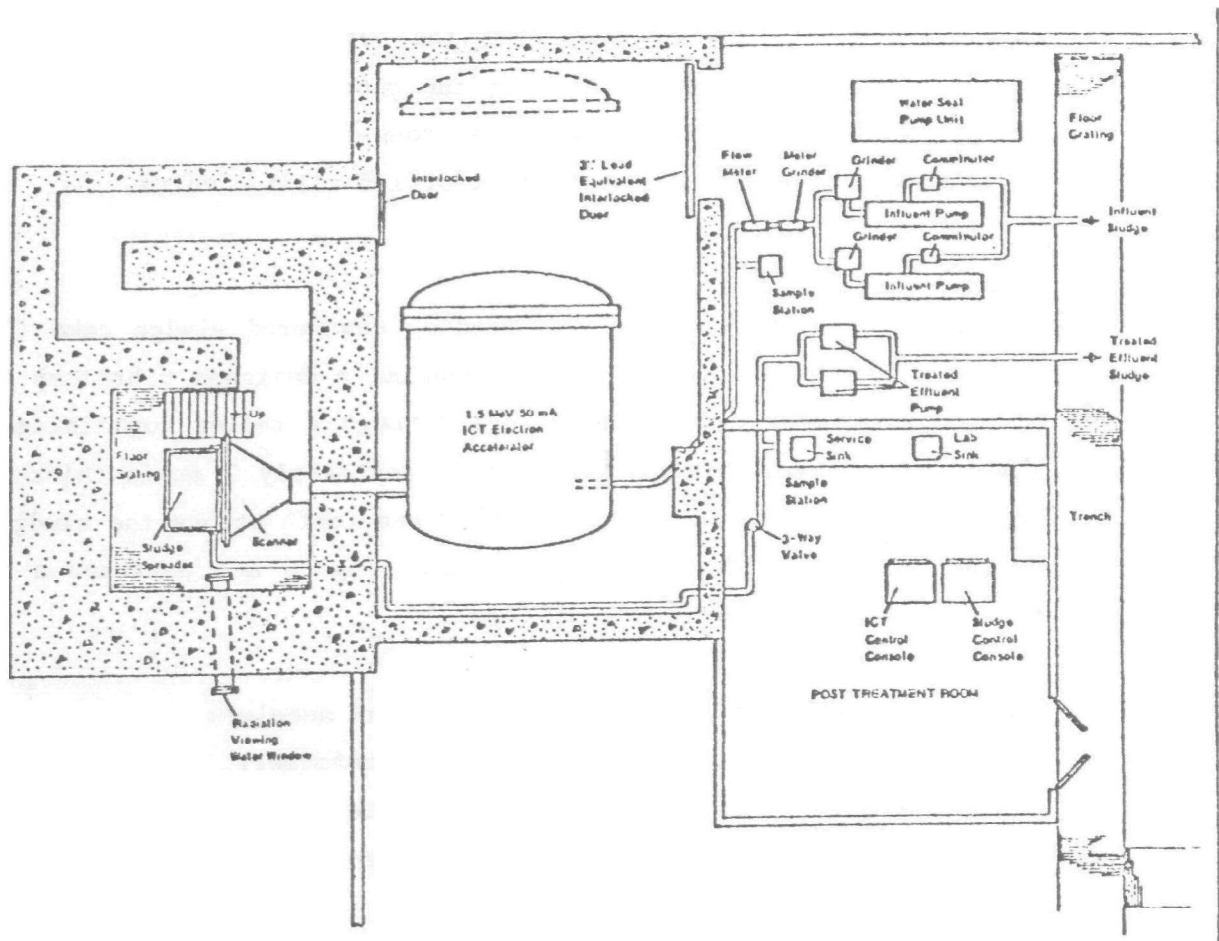 Water Seal
Pump Unit
Floor
Grating
Interlocked
Door
3" Lead
Equivalent
Interlocked
Door
Flow
Meter
Meter
Grinder
Grinder
Comminutor
Influent Pump
Grinder
Comminutor
Influent Pump
Influent
Sludge
Sample
Station
Treated
Effluent
Sludge
Treated
Effluent
Pump
1.5 MeV 50 mA
ICT Electron
Accelerator
Up
Floor
Grating
Sludge
Spreader
Scanner
Service
Sink
Lab
Sink
Sample
Station
Trench
3-Way
Valve
ICT
Control
Console
Sludge
Control
Console
POST TREATMENT ROOM
Radiation
Viewing
Water Window